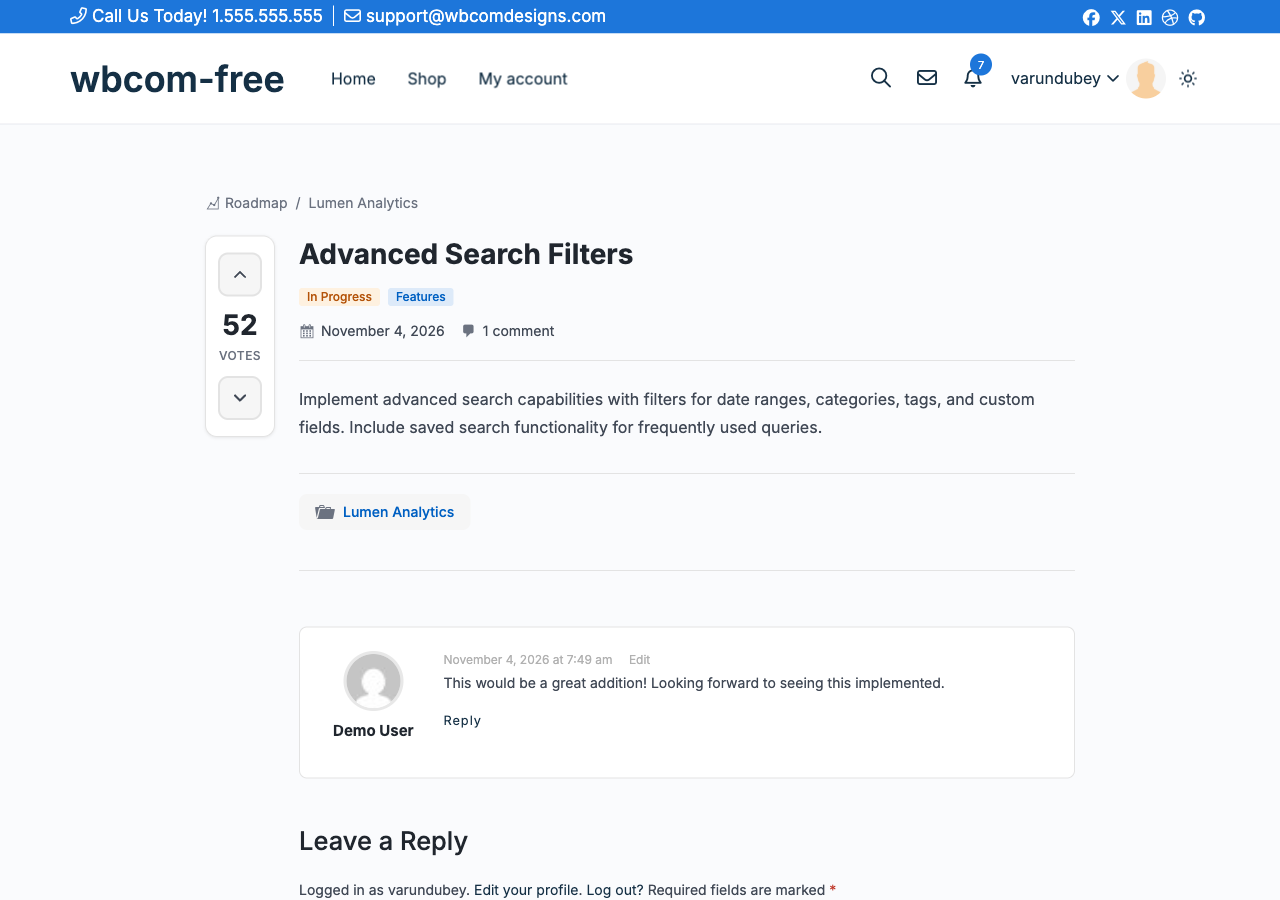 Call Us Today! 1.555.555.555 support@wbcomdesigns.com
wbcom-free Home Shop My account 7 varundubey
Roadmap / Lumen Analytics
Advanced Search Filters
In Progress Features
52
VOTES
November 4, 2026 1 comment
Implement advanced search capabilities with filters for date ranges, categories, tags, and custom
fields. Include saved search functionality for frequently used queries.
Lumen Analytics
November 4, 2026 at 7:49 am Edit
This would be a great addition! Looking forward to seeing this implemented.
Reply
Demo User
Leave a Reply
Logged in as varundubey. Edit your profile. Log out? Required fields are marked *